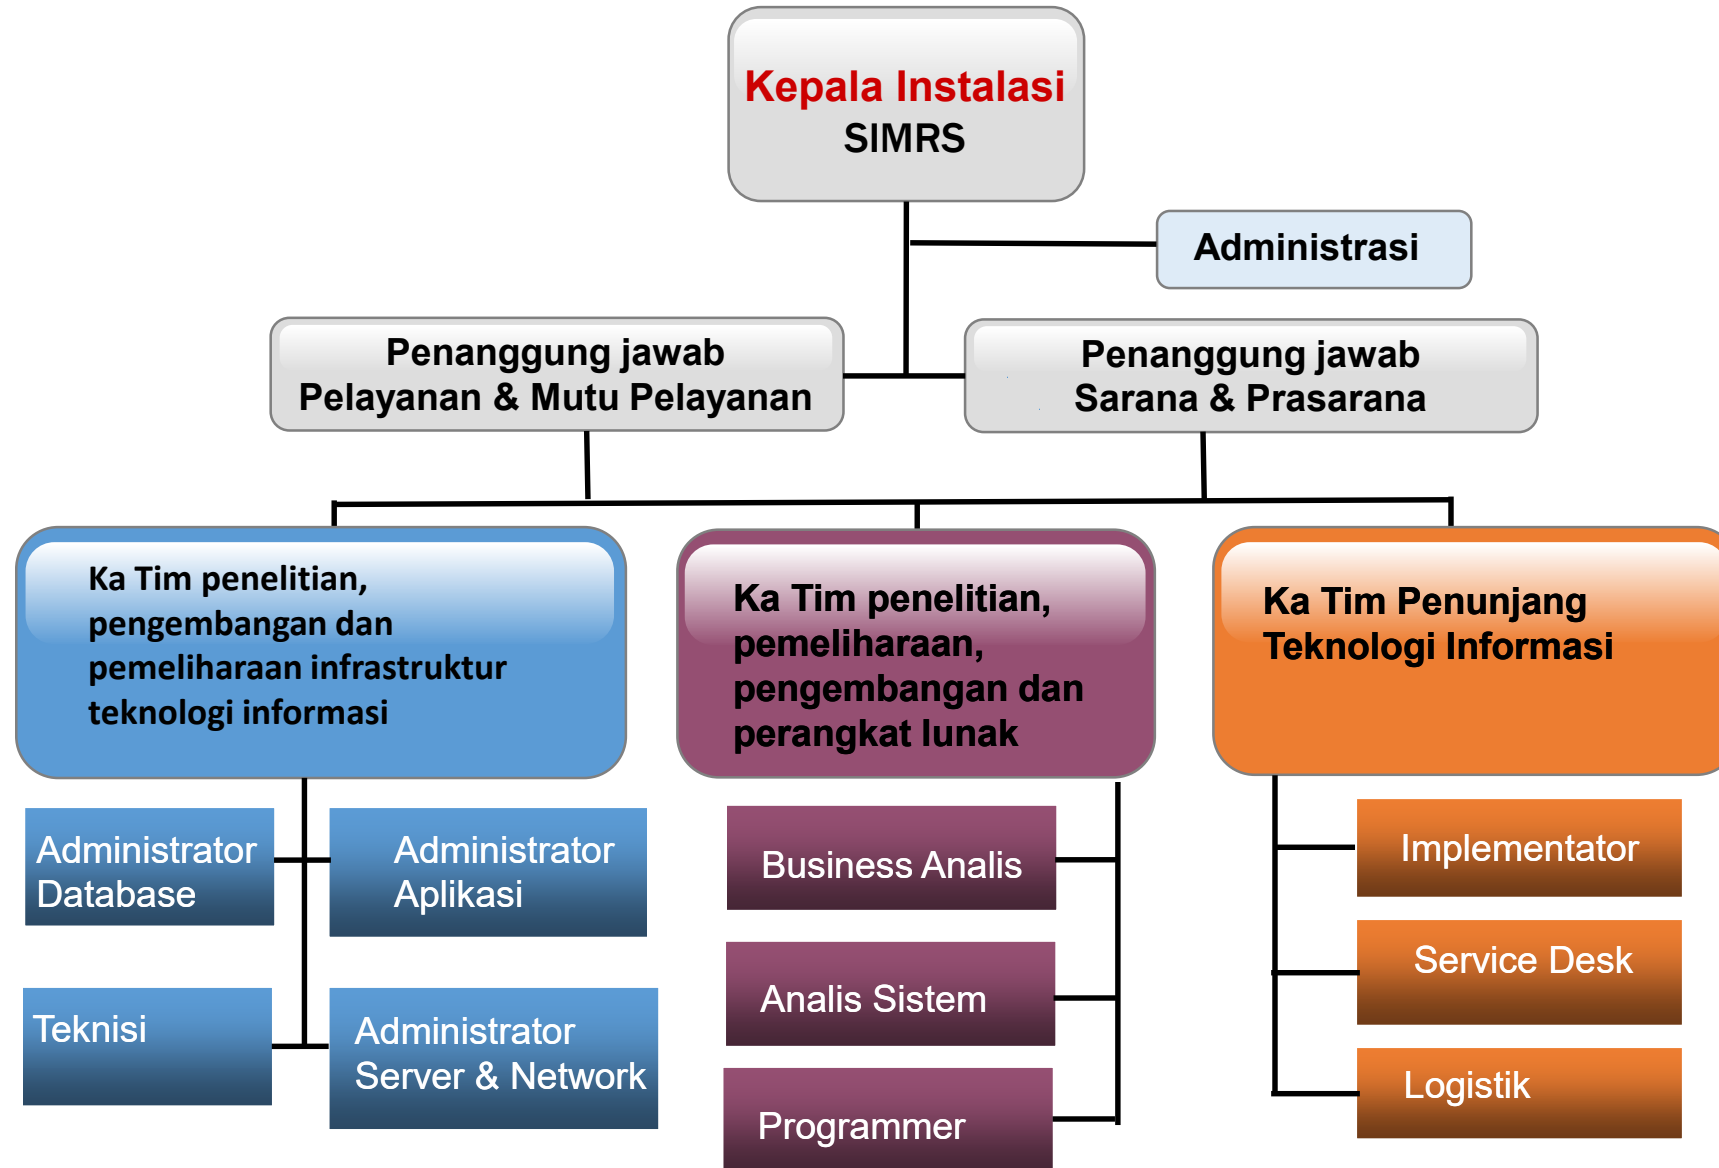 Kepala Instalasi
SIMRS
Administrasi
Penanggung jawab
Pelayanan & Mutu Pelayanan
Penanggung jawab
Sarana & Prasarana
Ka Tim penelitian,
pengembangan dan
pemeliharaan infrastruktur
teknologi informasi
Ka Tim penelitian,
pemeliharaan,
pengembangan dan
perangkat lunak
Ka Tim Penunjang
Teknologi Informasi
Administrator
Database
Administrator
Aplikasi
Teknisi
Administrator
Server & Network
Business Analis
Analis Sistem
Programmer
Implementator
Service Desk
Logistik